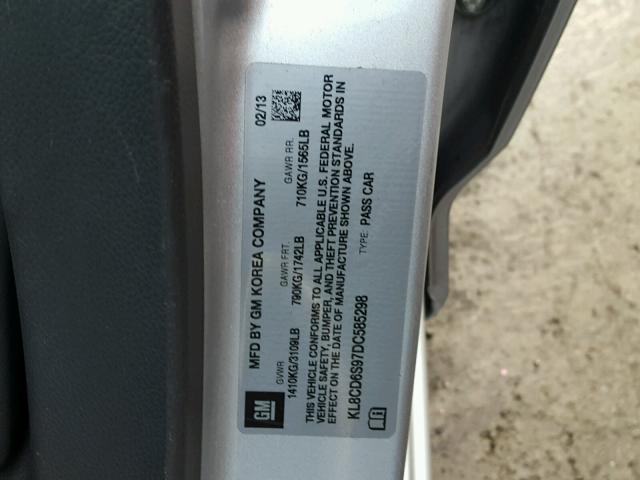 MFD BY GM KOREA COMPANY 02/13
GVWR GAWR FRT. GAWR RR.
1410KG/3109LB 790KG/1742LB 710KG/1565LB
THIS VEHICLE CONFORMS TO ALL APPLICABLE U.S. FEDERAL MOTOR
VEHICLE SAFETY, BUMPER, AND THEFT PREVENTION STANDARDS IN
EFFECT ON THE DATE OF MANUFACTURE SHOWN ABOVE.
KL8CD6S97DC585298 TYPE: PASS CAR
GM